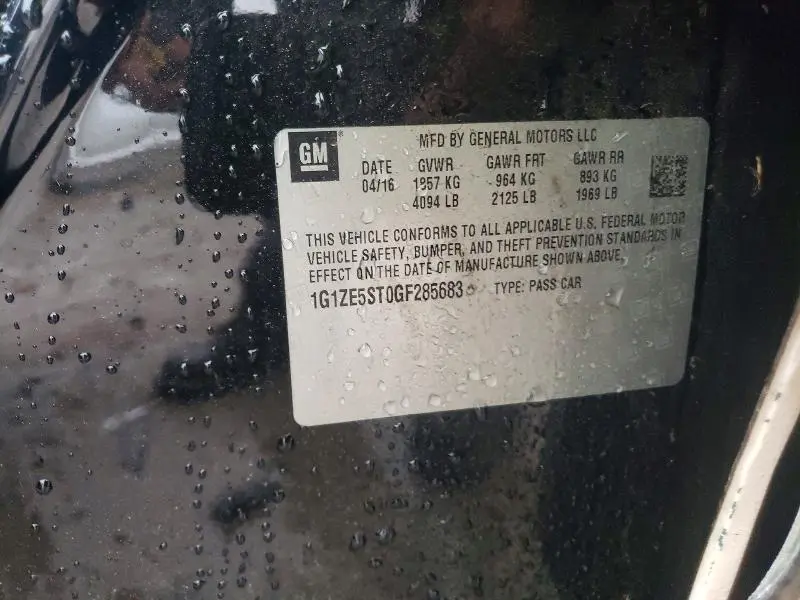 GM
MFD BY GENERAL MOTORS LLC
DATE GVWR GAWR FRT GAWR RR
04/16 1857 KG 964 KG 893 KG
4094 LB 2125 LB 1969 LB
THIS VEHICLE CONFORMS TO ALL APPLICABLE U.S. FEDERAL MOTOR
VEHICLE SAFETY, BUMPER, AND THEFT PREVENTION STANDARDS IN
EFFECT ON THE DATE OF MANUFACTURE SHOWN ABOVE.
1G1ZE5ST0GF285683 TYPE: PASS CAR